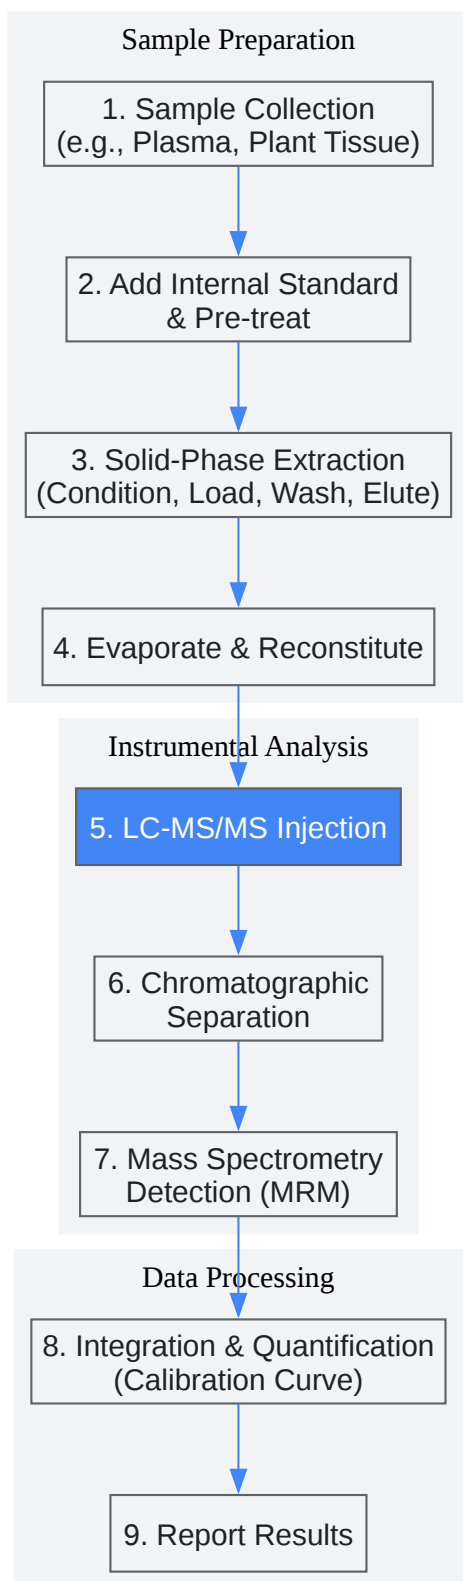 Sample Preparation
1. Sample Collection
(e.g., Plasma, Plant Tissue)
2. Add Internal Standard
& Pre-treat
3. Solid-Phase Extraction
(Condition, Load, Wash, Elute)
4. Evaporate & Reconstitute
Instrumental Analysis
5. LC-MS/MS Injection
6. Chromatographic
Separation
7. Mass Spectrometry
Detection (MRM)
Data Processing
8. Integration & Quantification
(Calibration Curve)
9. Report Results